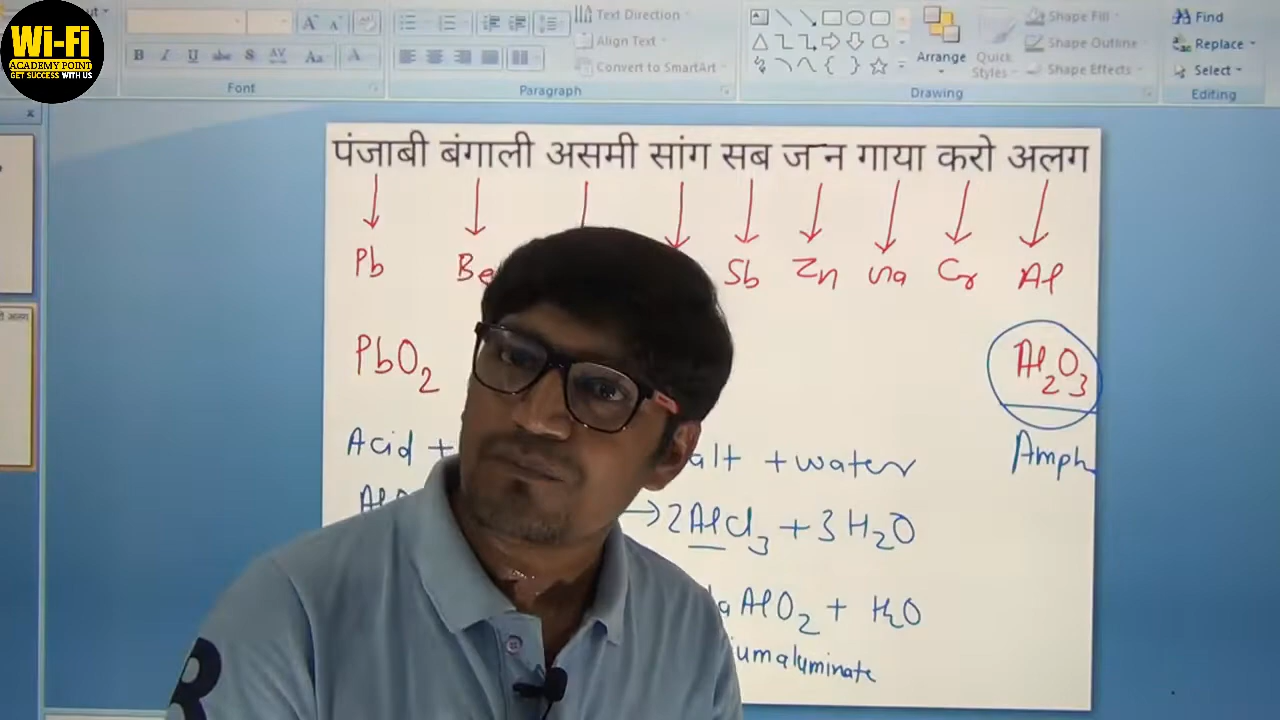 Wi-Fi
ACADEMY POINT
GET SUCCESS WITH US
Text Direction
Align Text
Convert to SmartArt
Font
Paragraph
Arrange
Quick
Styles
Shape Fill
Shape Outline
Shape Effects
Drawing
Find
Replace
Select
Editing
पंजाबी बंगाली असमी सांग सब ज न गाया करो अलग
Pb Be Sb Zn Ga Cr Al
PbO2 Al2O3
Acid + alt + water Amph
→ 2AlCl3 + 3H2O
AlO2 + H2O
iumaluminate